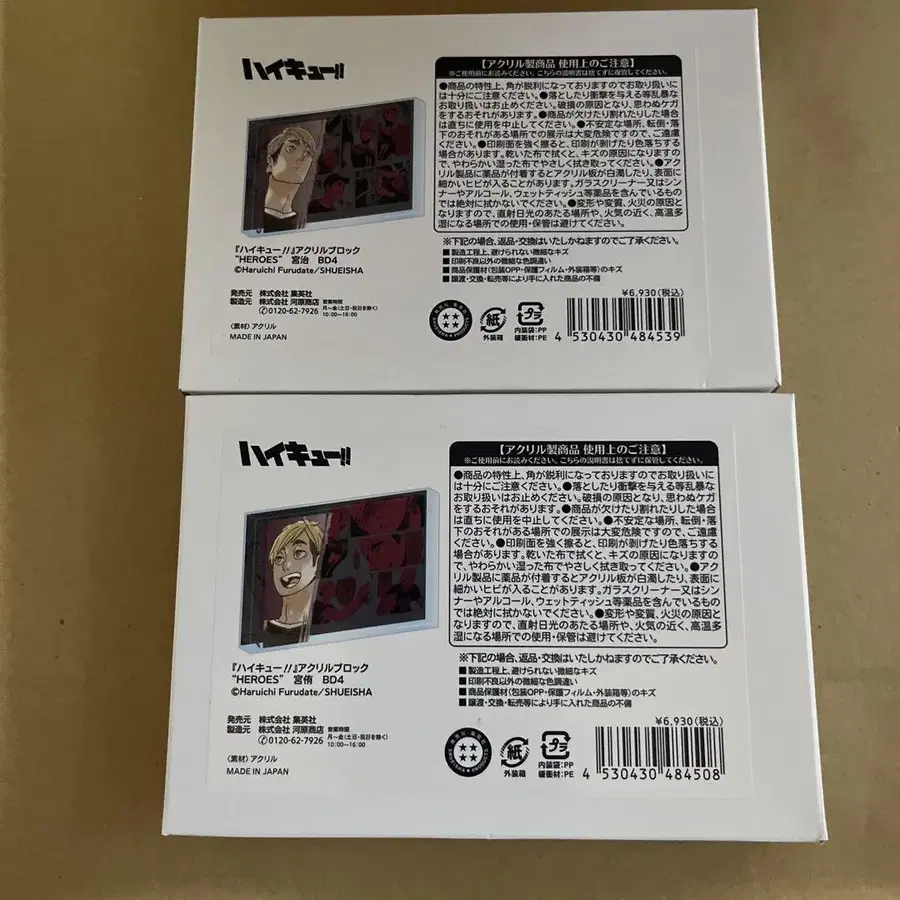 ハイキュー!!
【アクリル製商品 使用上のご注意】
※ご使用前にお読みください。こちらの説明書は捨てずに保管してください。
●商品の特性上、角が鋭利になっておりますのでお取り扱いに
は十分にご注意ください。●落としたり衝撃を与える等乱暴な
お取り扱いはお止めください。破損の原因となり、思わぬケガ
をするおそれがあります。●商品が欠けたり割れたりした場合
は直ちに使用を中止してください。●不安定な場所、転倒・落
下のおそれがある場所での展示は大変危険ですので、ご遠慮
ください。●印刷面を強く擦ると、印刷が剥げたり色落ちする
場合があります。乾いた布で拭くと、キズの原因になりますの
で、やわらかい湿った布でやさしく拭き取ってください。●アク
リル製品に薬品が付着するとアクリル板が白濁したり、表面に
細かいヒビが入ることがあります。ガラスクリーナー又はシン
ナーやアルコール、ウェットティッシュ等薬品を含んでいるもの
では絶対に拭かないでください。●変形や変質、火災の原因と
なりますので、直射日光のあたる場所や、火気の近く、高温多
湿になる場所での使用・保管は避けてください。
『ハイキュー!!』アクリルブロック
"HEROES" 宮治 BD4
©Haruichi Furudate/SHUEISHA
※下記の場合、返品・交換はいたしかねますのでご了承ください。
■製造工程上、避けられない微細なキズ
■印刷不良以外の微細な色調違い
■商品保護材(包装OPP・保護フィルム・外装箱等)のキズ
■譲渡・交換・転売等により手に入れた商品の不備
発売元 株式会社 集英社
製造元 株式会社 河原商店 営業時間
✆0120-62-7926 月〜金(土日・祝日を除く)
10:00〜16:00
〈素材〉アクリル
MADE IN JAPAN
紙
外装箱
プラ
内装袋:PP
緩衝材:PE
¥6,930(税込)
4 530430 484539
ハイキュー!!
【アクリル製商品 使用上のご注意】
※ご使用前にお読みください。こちらの説明書は捨てずに保管してください。
●商品の特性上、角が鋭利になっておりますのでお取り扱いに
は十分にご注意ください。●落としたり衝撃を与える等乱暴な
お取り扱いはお止めください。破損の原因となり、思わぬケガ
をするおそれがあります。●商品が欠けたり割れたりした場合
は直ちに使用を中止してください。●不安定な場所、転倒・落
下のおそれがある場所での展示は大変危険ですので、ご遠慮
ください。●印刷面を強く擦ると、印刷が剥げたり色落ちする
場合があります。乾いた布で拭くと、キズの原因になりますの
で、やわらかい湿った布でやさしく拭き取ってください。●アク
リル製品に薬品が付着するとアクリル板が白濁したり、表面に
細かいヒビが入ることがあります。ガラスクリーナー又はシン
ナーやアルコール、ウェットティッシュ等薬品を含んでいるもの
では絶対に拭かないでください。●変形や変質、火災の原因と
なりますので、直射日光のあたる場所や、火気の近く、高温多
湿になる場所での使用・保管は避けてください。
『ハイキュー!!』アクリルブロック
"HEROES" 宮侑 BD4
©Haruichi Furudate/SHUEISHA
※下記の場合、返品・交換はいたしかねますのでご了承ください。
■製造工程上、避けられない微細なキズ
■印刷不良以外の微細な色調違い
■商品保護材(包装OPP・保護フィルム・外装箱等)のキズ
■譲渡・交換・転売等により手に入れた商品の不備
発売元 株式会社 集英社
製造元 株式会社 河原商店 営業時間
✆0120-62-7926 月〜金(土日・祝日を除く)
10:00〜16:00
〈素材〉アクリル
MADE IN JAPAN
紙
外装箱
プラ
内装袋:PP
緩衝材:PE
¥6,930(税込)
4 530430 484508